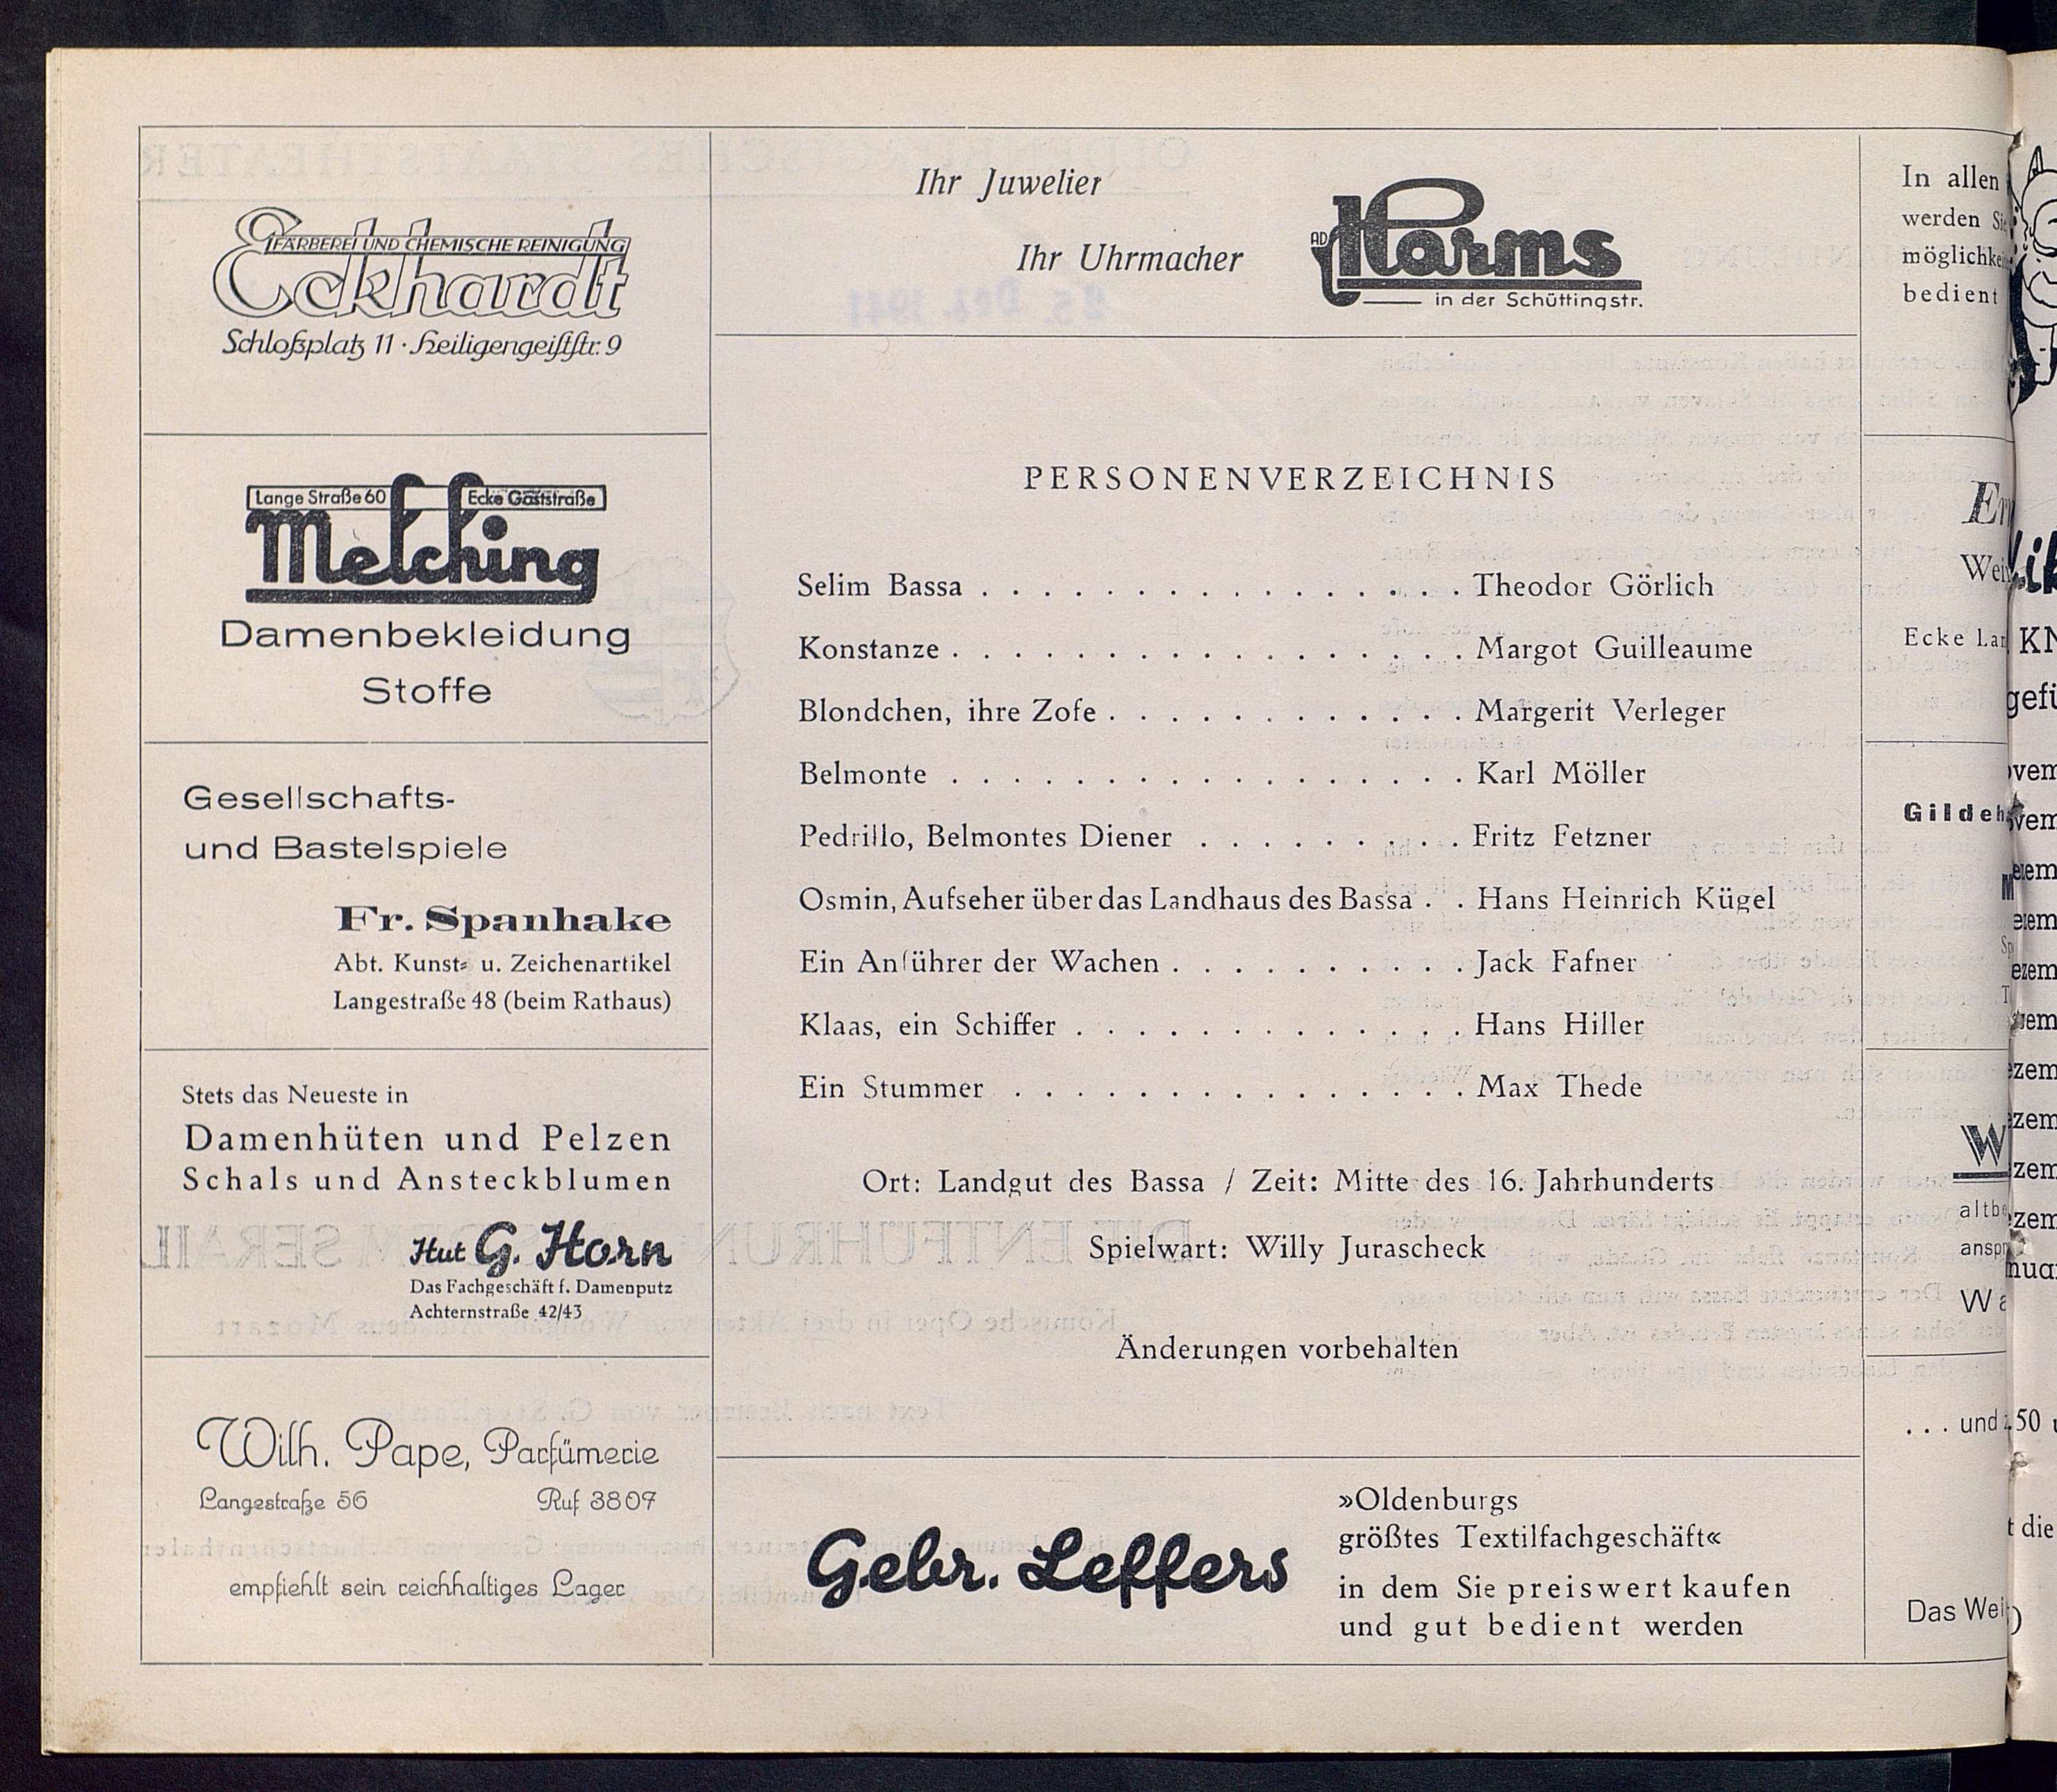 FÄRBEREI UND CHEMISCHE REINIGUNG
Eckhardt
Schloßplatz 11 · Heiligengeiststr. 9
Lange Straße 60 Ecke Gaststraße
Melching
Damenbekleidung
Stoffe
Gesellschafts-
und Bastelspiele
Fr. Spanhake
Abt. Kunst- u. Zeichenartikel
Langestraße 48 (beim Rathaus)
Stets das Neueste in
Damenhüten und Pelzen
Schals und Ansteckblumen
Hut G. Horn
Das Fachgeschäft f. Damenputz
Achternstraße 42/43
Wilh. Pape, Parfümerie
Langestraße 56 Ruf 3807
empfiehlt sein reichhaltiges Lager
Ihr Juwelier
Ihr Uhrmacher
AD Harms
in der Schüttingstr.
PERSONENVERZEICHNIS
Selim Bassa . . . . . . . . . . . . . . . . Theodor Görlich
Konstanze . . . . . . . . . . . . . . . . . Margot Guilleaume
Blondchen, ihre Zofe . . . . . . . . . . . . Margerit Verleger
Belmonte . . . . . . . . . . . . . . . . . Karl Möller
Pedrillo, Belmontes Diener . . . . . . . . . Fritz Fetzner
Osmin, Aufseher über das Landhaus des Bassa . . Hans Heinrich Kügel
Ein Anführer der Wachen . . . . . . . . . . Jack Fafner
Klaas, ein Schiffer . . . . . . . . . . . . . Hans Hiller
Ein Stummer . . . . . . . . . . . . . . . Max Thede
Ort: Landgut des Bassa / Zeit: Mitte des 16. Jahrhunderts
Spielwart: Willy Jurascheck
Änderungen vorbehalten
Gebr. Leffers
»Oldenburgs
größtes Textilfachgeschäft«
in dem Sie preiswert kaufen
und gut bedient werden
In allen
werden
bedient
Ecke
. . . und
Das
50
die